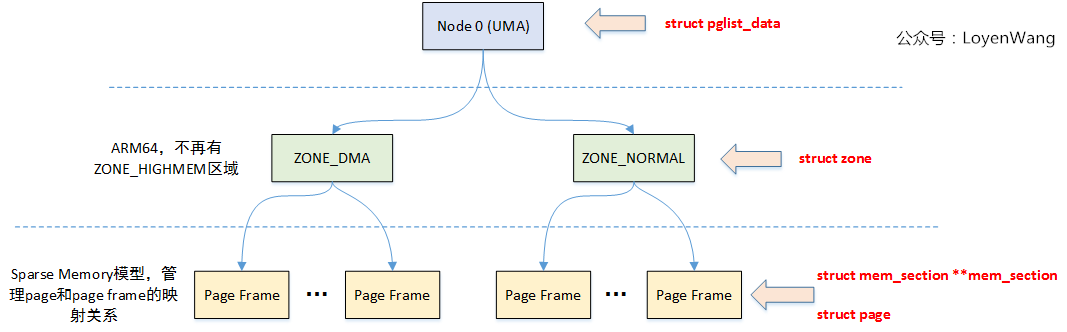 Node 0 (UMA)
struct pglist_data
公众号：LoyenWang
ARM64，不再有
ZONE_HIGHMEM区域
ZONE_DMA
ZONE_NORMAL
struct zone
Sparse Memory模型，管
理page和page frame的映
射关系
Page Frame
...
Page Frame
Page Frame
...
Page Frame
struct mem_section **mem_section
struct page